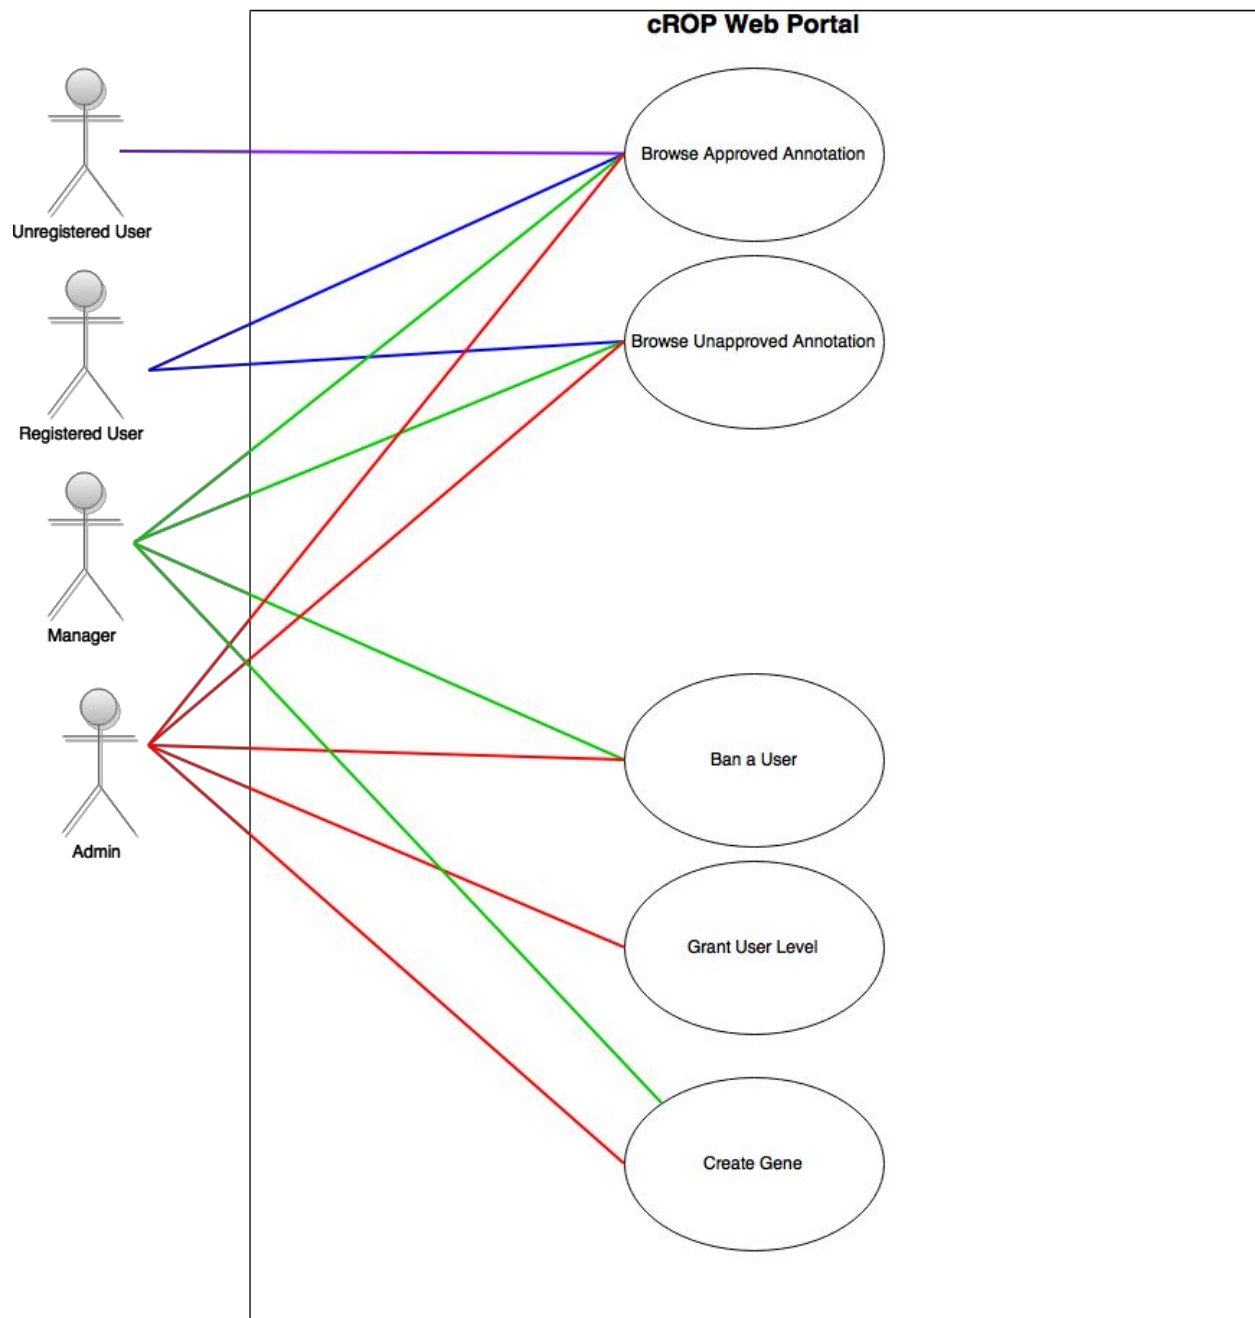 cROP Web Portal
Unregistered User
Browse Approved Annotation
Registered User
Browse Unapproved Annotation
Manager
Admin
Ban a User
Grant User Level
Create Gene